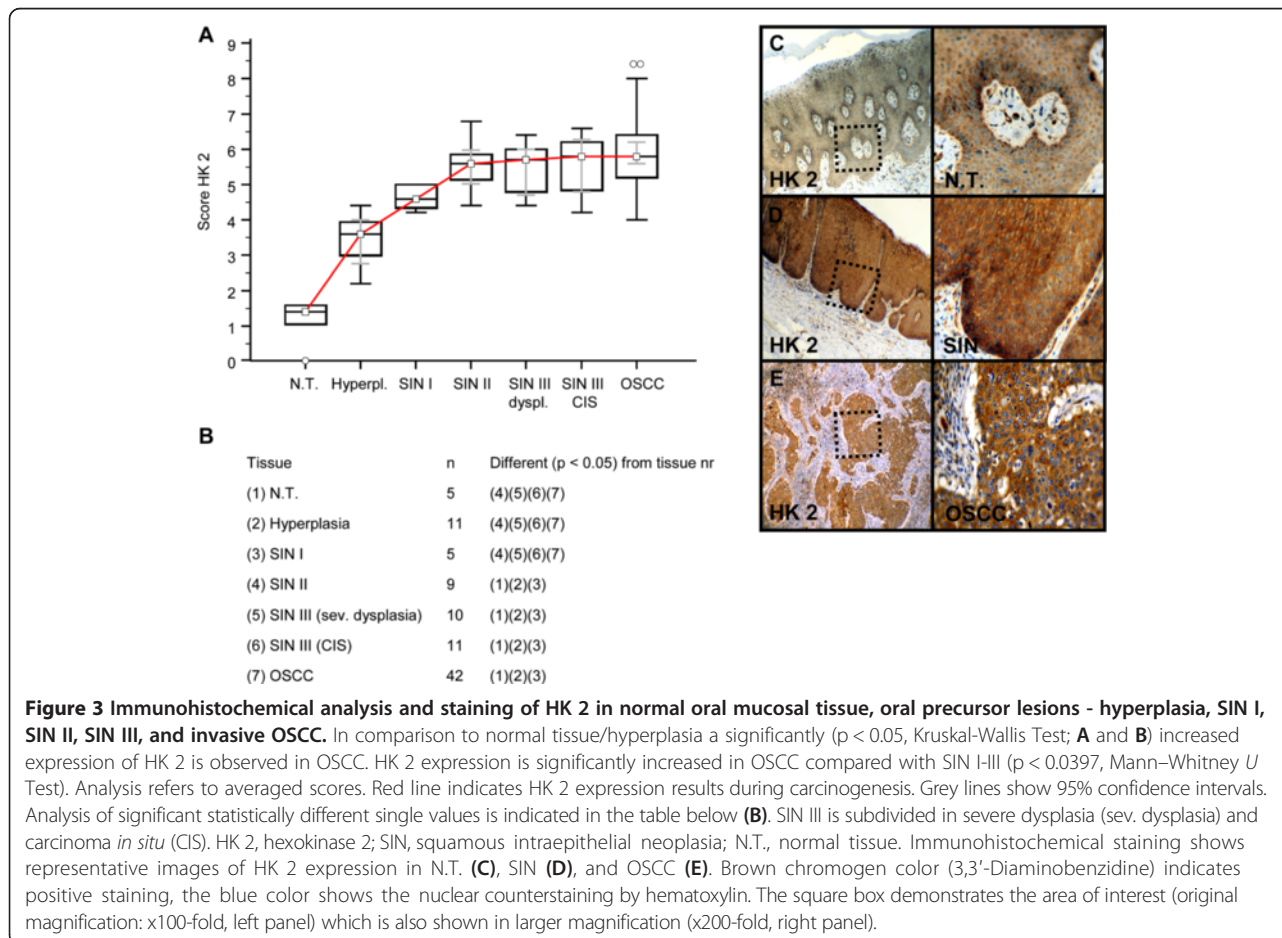 A
9
8
7
6
5
4
3
2
1
0
Score HK 2
N.T. Hyperpl. SIN I SIN II SIN III dyspl. SIN III CIS OSCC
B
Tissue n Different (p < 0.05) from tissue nr
(1) N.T. 5 (4)(5)(6)(7)
(2) Hyperplasia 11 (4)(5)(6)(7)
(3) SIN I 5 (4)(5)(6)(7)
(4) SIN II 9 (1)(2)(3)
(5) SIN III (sev. dysplasia) 10 (1)(2)(3)
(6) SIN III (CIS) 11 (1)(2)(3)
(7) OSCC 42 (1)(2)(3)
C
HK 2 N.T.
D
HK 2 SIN
E
HK 2 OSCC
Figure 3 Immunohistochemical analysis and staining of HK 2 in normal oral mucosal tissue, oral precursor lesions - hyperplasia, SIN I,
SIN II, SIN III, and invasive OSCC. In comparison to normal tissue/hyperplasia a significantly (p < 0.05, Kruskal-Wallis Test; A and B) increased
expression of HK 2 is observed in OSCC. HK 2 expression is significantly increased in OSCC compared with SIN I-III (p < 0.0397, Mann–Whitney U
Test). Analysis refers to averaged scores. Red line indicates HK 2 expression results during carcinogenesis. Grey lines show 95% confidence intervals.
Analysis of significant statistically different single values is indicated in the table below (B). SIN III is subdivided in severe dysplasia (sev. dysplasia) and
carcinoma in situ (CIS). HK 2, hexokinase 2; SIN, squamous intraepithelial neoplasia; N.T., normal tissue. Immunohistochemical staining shows
representative images of HK 2 expression in N.T. (C), SIN (D), and OSCC (E). Brown chromogen color (3,3′-Diaminobenzidine) indicates
positive staining, the blue color shows the nuclear counterstaining by hematoxylin. The square box demonstrates the area of interest (original
magnification: x100-fold, left panel) which is also shown in larger magnification (x200-fold, right panel).